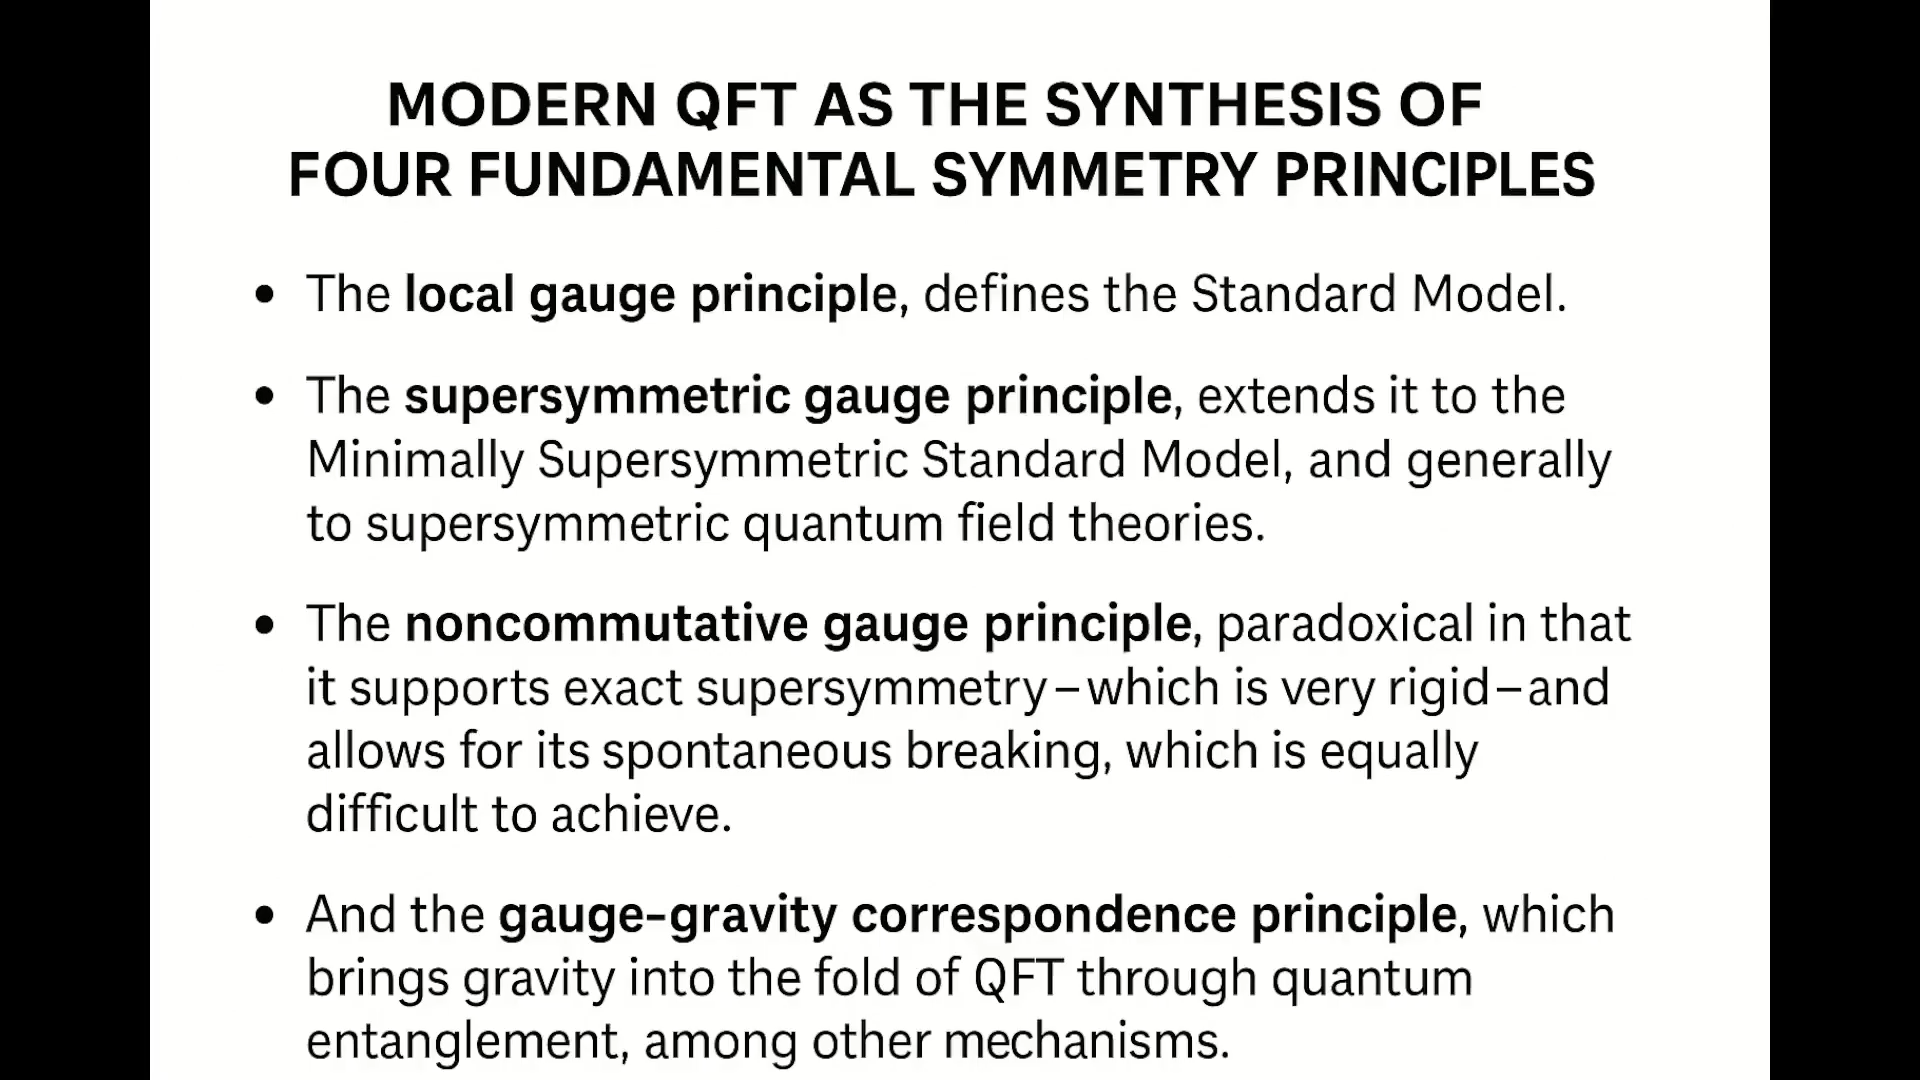 MODERN QFT AS THE SYNTHESIS OF
FOUR FUNDAMENTAL SYMMETRY PRINCIPLES
• The local gauge principle, defines the Standard Model.
• The supersymmetric gauge principle, extends it to the
Minimally Supersymmetric Standard Model, and generally
to supersymmetric quantum field theories.
• The noncommutative gauge principle, paradoxical in that
it supports exact supersymmetry–which is very rigid–and
allows for its spontaneous breaking, which is equally
difficult to achieve.
• And the gauge-gravity correspondence principle, which
brings gravity into the fold of QFT through quantum
entanglement, among other mechanisms.